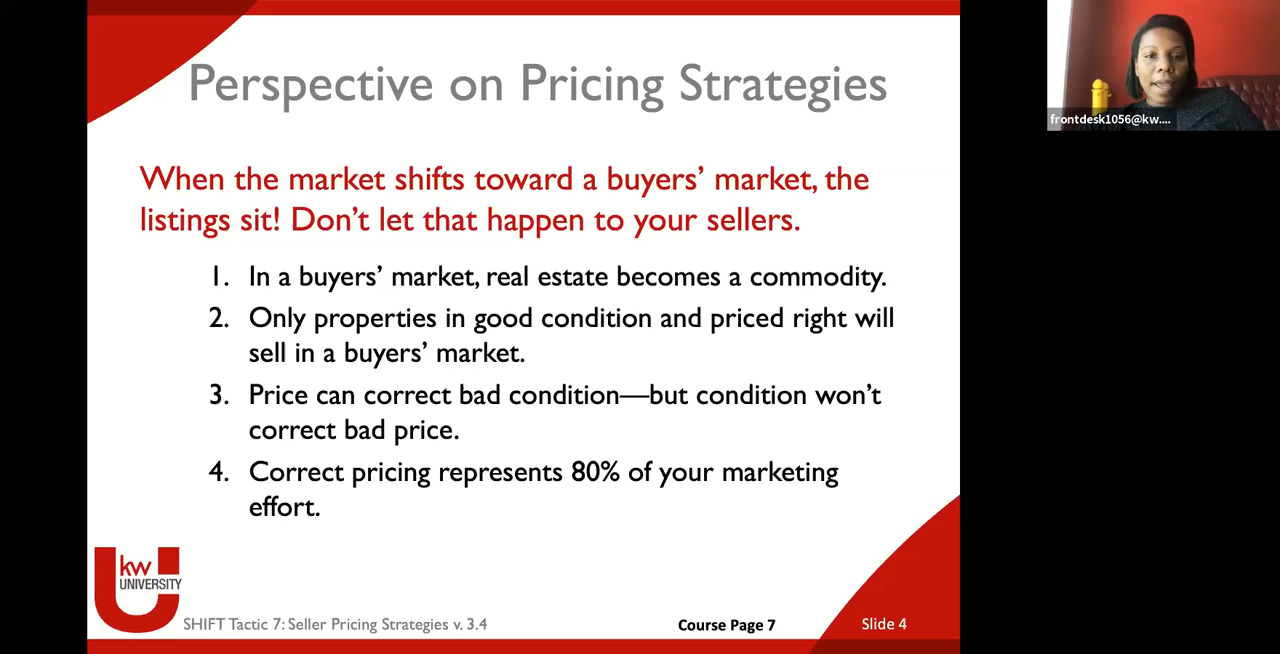 Perspective on Pricing Strategies
frontdesk1056@kw....
When the market shifts toward a buyers’ market, the
listings sit! Don’t let that happen to your sellers.
1. In a buyers’ market, real estate becomes a commodity.
2. Only properties in good condition and priced right will
sell in a buyers’ market.
3. Price can correct bad condition—but condition won’t
correct bad price.
4. Correct pricing represents 80% of your marketing
effort.
kw
UNIVERSITY
SHIFT Tactic 7: Seller Pricing Strategies v. 3.4
Course Page 7
Slide 4